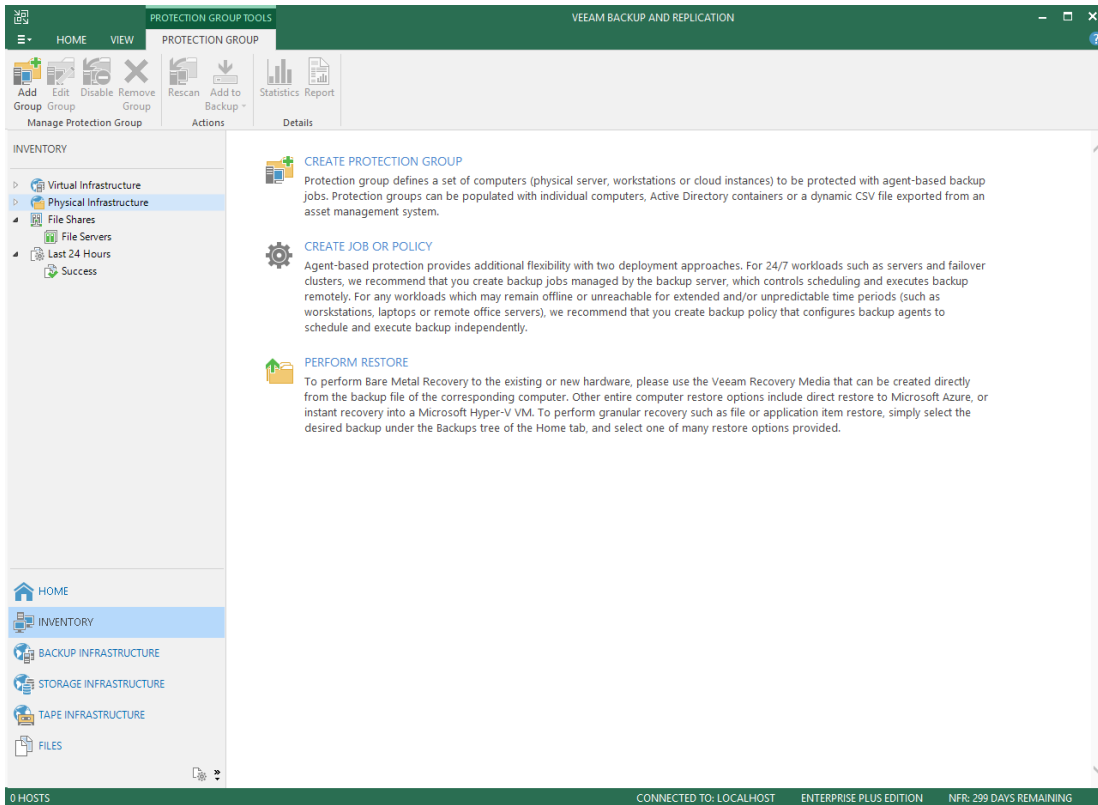 PROTECTION GROUP TOOLS
VEEAM BACKUP AND REPLICATION
HOME VIEW PROTECTION GROUP
Add Group
Edit Group
Disable
Remove Group
Rescan
Add to Backup
Statistics
Report
Manage Protection Group
Actions
Details
INVENTORY
Virtual Infrastructure
Physical Infrastructure
File Shares
File Servers
Last 24 Hours
Success
CREATE PROTECTION GROUP
Protection group defines a set of computers (physical server, workstations or cloud instances) to be protected with agent-based backup
jobs. Protection groups can be populated with individual computers, Active Directory containers or a dynamic CSV file exported from an
asset management system.
CREATE JOB OR POLICY
Agent-based protection provides additional flexibility with two deployment approaches. For 24/7 workloads such as servers and failover
clusters, we recommend that you create backup jobs managed by the backup server, which controls scheduling and executes backup
remotely. For any workloads which may remain offline or unreachable for extended and/or unpredictable time periods (such as
worskstations, laptops or remote office servers), we recommend that you create backup policy that configures backup agents to
schedule and execute backup independently.
PERFORM RESTORE
To perform Bare Metal Recovery to the existing or new hardware, please use the Veeam Recovery Media that can be created directly
from the backup file of the corresponding computer. Other entire computer restore options include direct restore to Microsoft Azure, or
instant recovery into a Microsoft Hyper-V VM. To perform granular recovery such as file or application item restore, simply select the
desired backup under the Backups tree of the Home tab, and select one of many restore options provided.
HOME
INVENTORY
BACKUP INFRASTRUCTURE
STORAGE INFRASTRUCTURE
TAPE INFRASTRUCTURE
FILES
0 HOSTS
CONNECTED TO: LOCALHOST
ENTERPRISE PLUS EDITION
NFR: 299 DAYS REMAINING